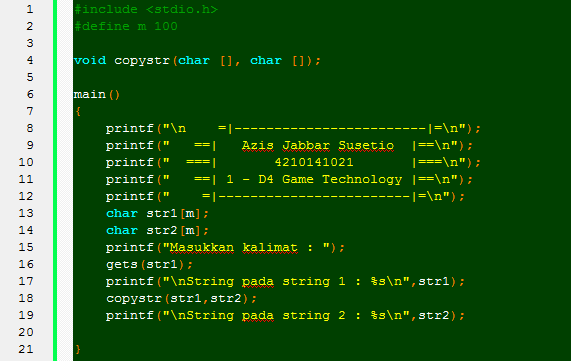 1 #include <stdio.h>
2 #define m 100
3
4 void copystr(char [], char []);
5
6 main()
7 {
8     printf("\n    =|------------------------|=\n");
9     printf("   ==|   Azis Jabbar Susetio  |==\n");
10     printf("  ===|       4210141021       |===\n");
11     printf("   ==| 1 - D4 Game Technology |==\n");
12     printf("    =|------------------------|=\n");
13     char str1[m];
14     char str2[m];
15     printf("Masukkan kalimat : ");
16     gets(str1);
17     printf("\nString pada string 1 : %s\n",str1);
18     copystr(str1,str2);
19     printf("\nString pada string 2 : %s\n",str2);
20
21 }